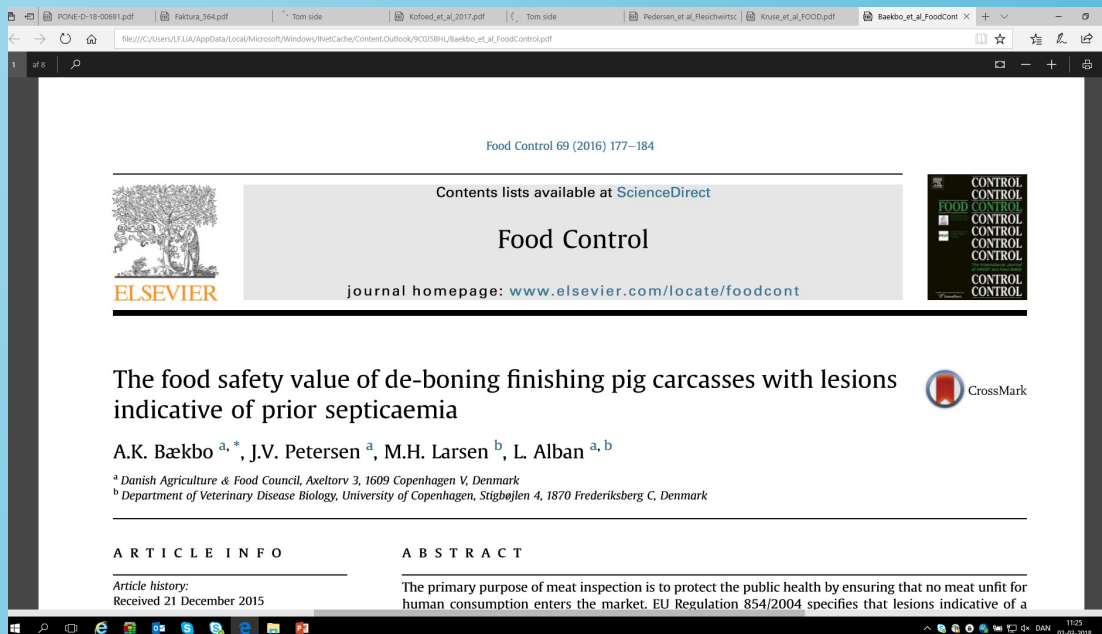 PONE-D-18-00691.pdf
Faktura_564.pdf
Tom side
Kofoed_et_al_2017.pdf
Tom side
Pedersen_et_al_Flesichwirtsc
Kruse_et_al_FOOD.pdf
Baekbo_et_al_FoodCont
file:///C:/Users/LF.LiA/AppData/Local/Microsoft/Windows/INetCache/Content.Outlook/9C0J5BHL/Baekbo_et_al_FoodControl.pdf
1 af 8
Food Control 69 (2016) 177–184
Contents lists available at ScienceDirect
Food Control
journal homepage: www.elsevier.com/locate/foodcont
ELSEVIER
CONTROL
CONTROL
FOOD CONTROL
CONTROL
CONTROL
CONTROL
CONTROL
CONTROL
CONTROL
The food safety value of de-boning finishing pig carcasses with lesions
indicative of prior septicaemia
CrossMark
A.K. Bækbo a, *, J.V. Petersen a, M.H. Larsen b, L. Alban a, b
a Danish Agriculture & Food Council, Axeltorv 3, 1609 Copenhagen V, Denmark
b Department of Veterinary Disease Biology, University of Copenhagen, Stigbøjlen 4, 1870 Frederiksberg C, Denmark
ARTICLE INFO
Article history:
Received 21 December 2015
ABSTRACT
The primary purpose of meat inspection is to protect the public health by ensuring that no meat unfit for
human consumption enters the market. EU Regulation 854/2004 specifies that lesions indicative of a
DAN
11:25
02-02-2018